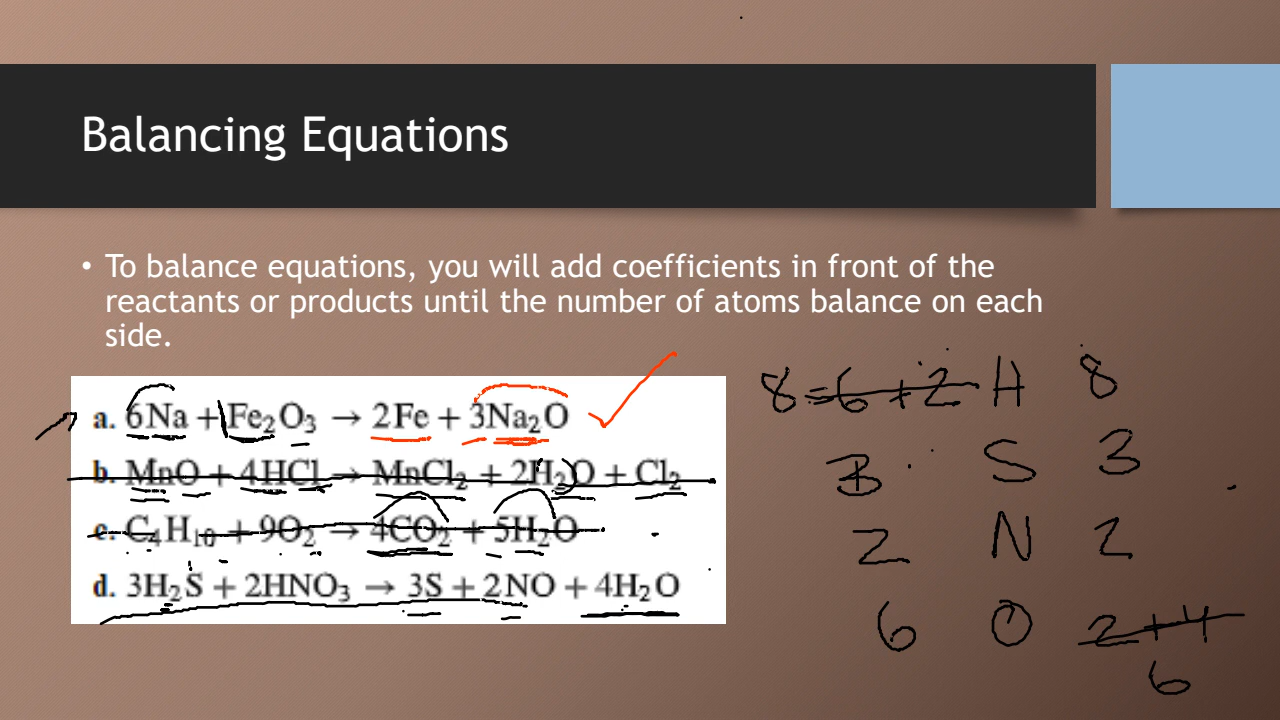 Balancing Equations
• To balance equations, you will add coefficients in front of the
reactants or products until the number of atoms balance on each
side.
a. 6Na + Fe₂O₃ → 2Fe + 3Na₂O
b. MnO + 4HCl → MnCl₂ + 2H₂O + Cl₂
c. C₄H₁₀ + 9O₂ → 4CO₂ + 5H₂O
d. 3H₂S + 2HNO₃ → 3S + 2NO + 4H₂O
8=6+2 H 8
3 S 3
2 N 2
6 O 2+4
6